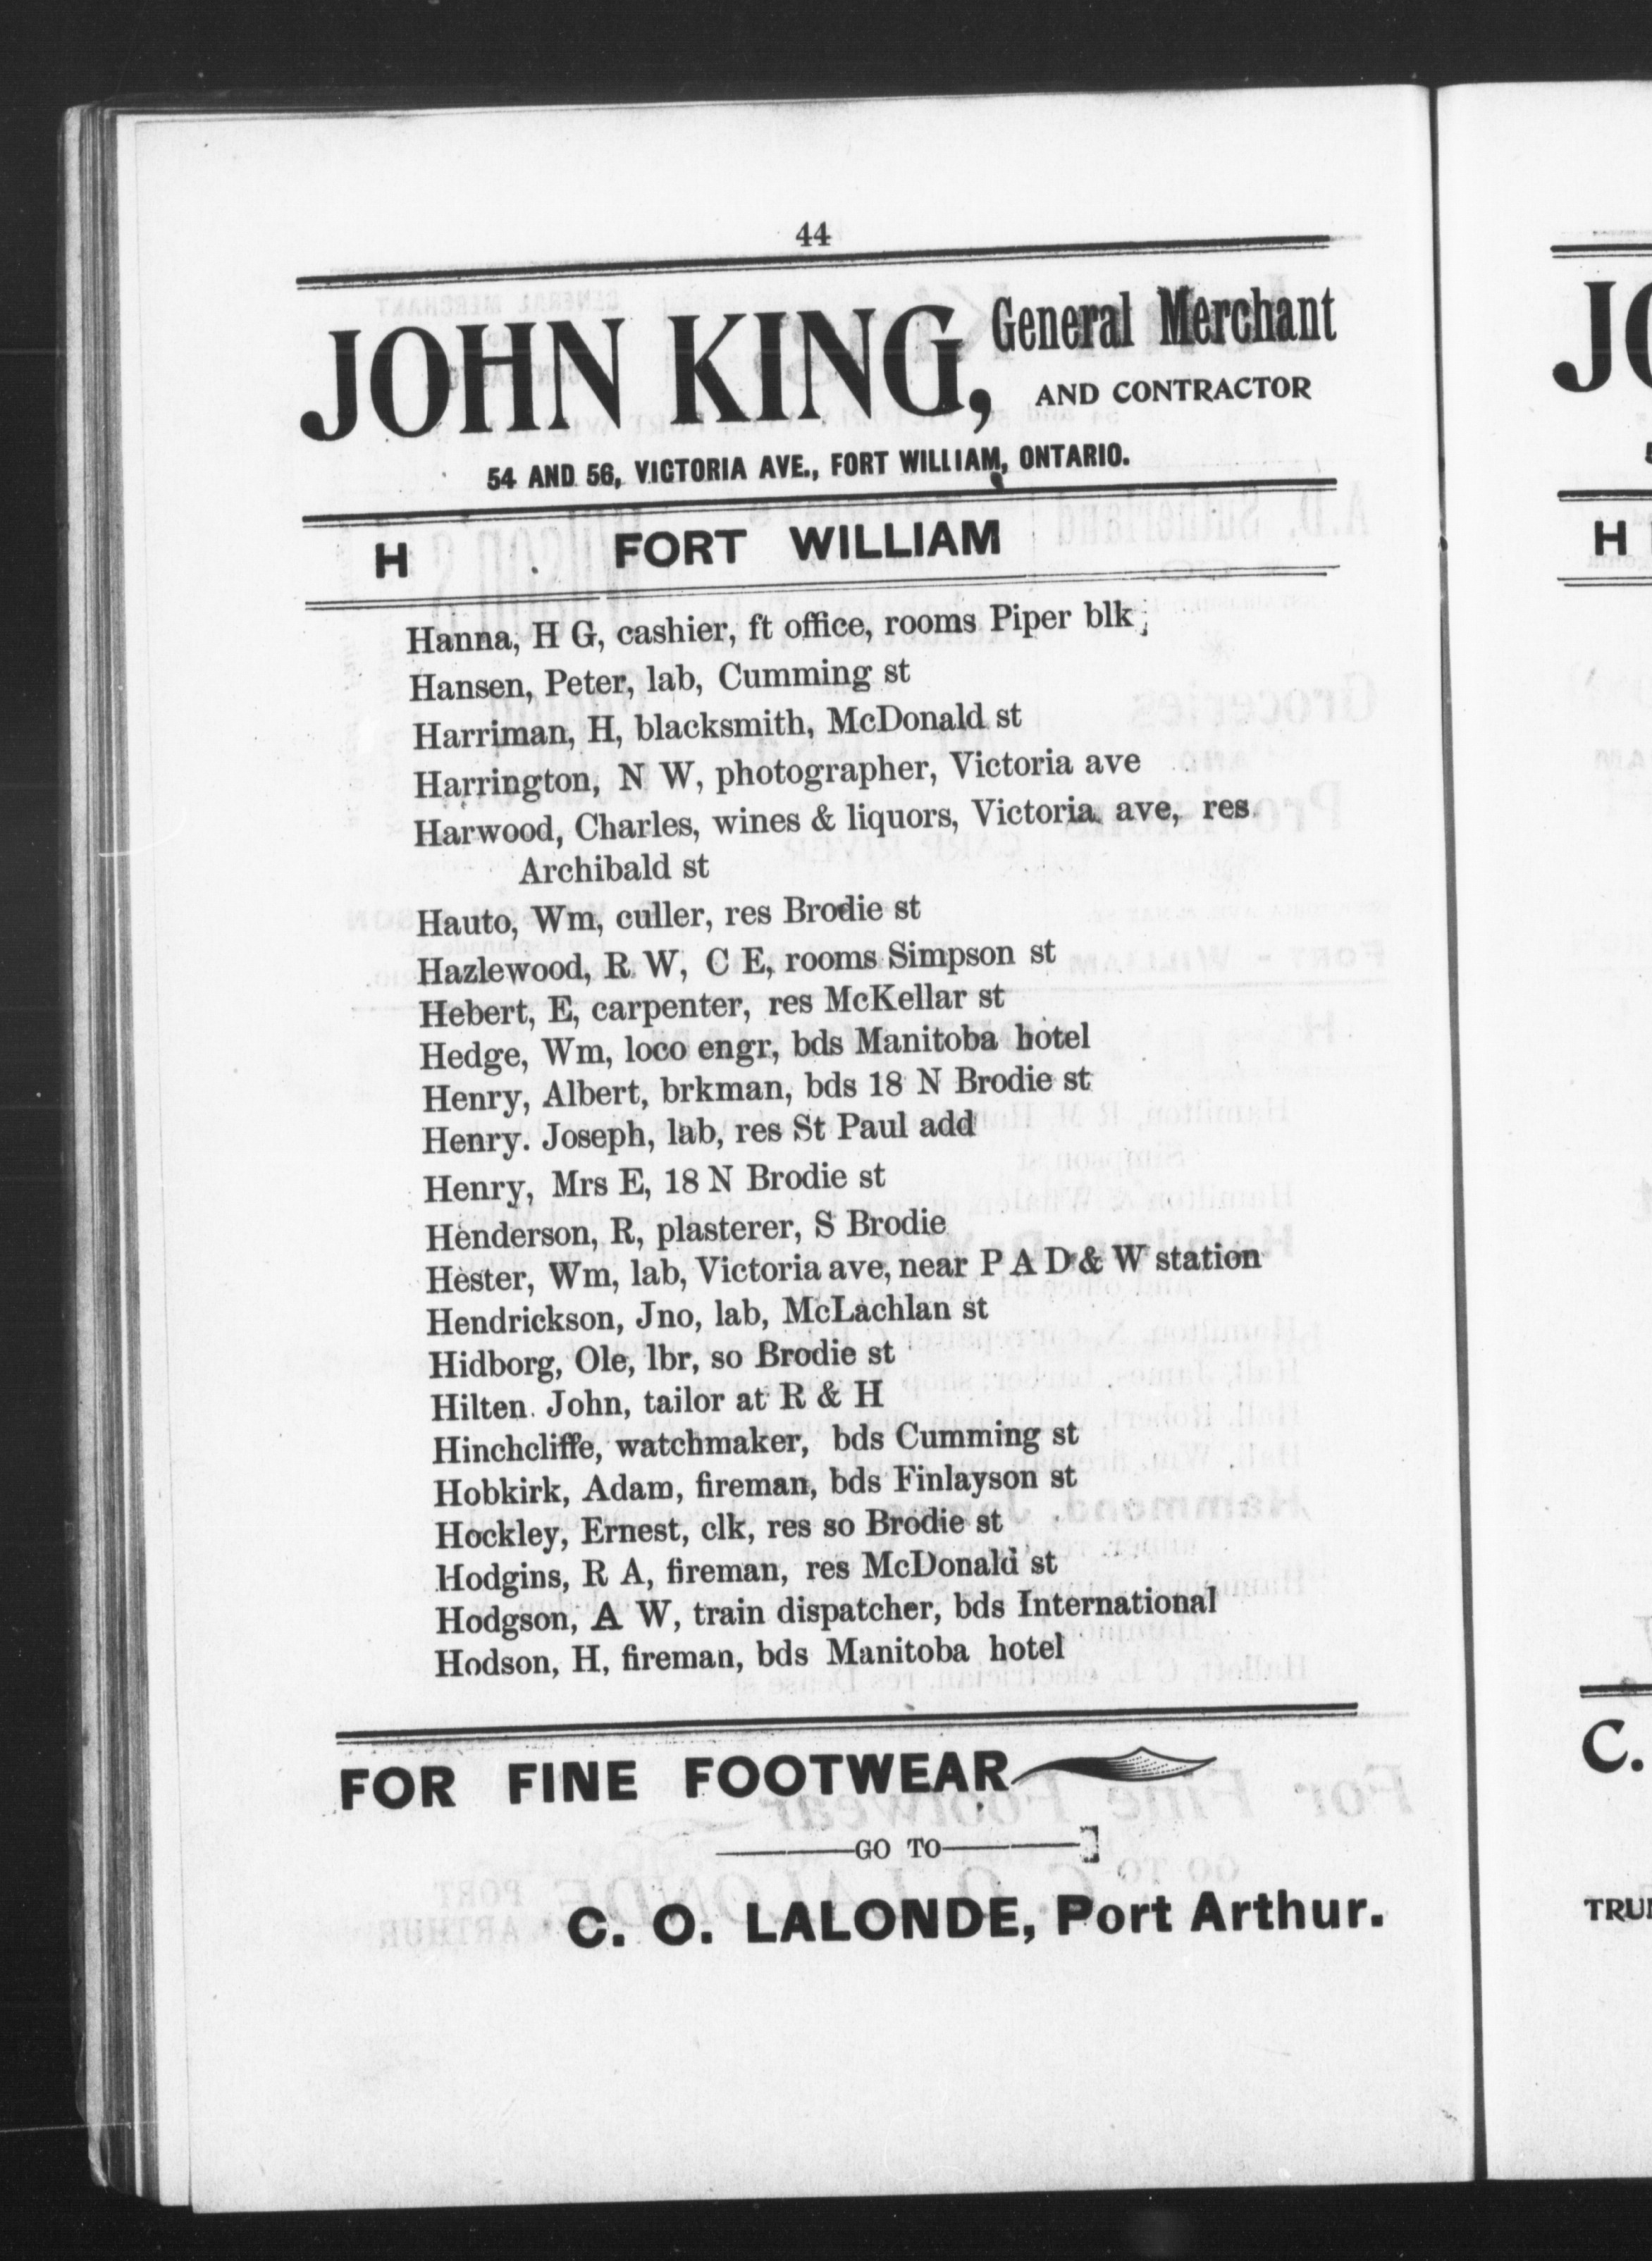 44
JOHN KING, General Merchant
AND CONTRACTOR
54 AND 56, VICTORIA AVE., FORT WILLIAM, ONTARIO.
H FORT WILLIAM
Hanna, H G, cashier, ft office, rooms Piper blk
Hansen, Peter, lab, Cumming st
Harriman, H, blacksmith, McDonald st
Harrington, N W, photographer, Victoria ave
Harwood, Charles, wines & liquors, Victoria ave, res
Archibald st
Hauto, Wm, culler, res Brodie st
Hazlewood, R W, C E, rooms Simpson st
Hebert, E, carpenter, res McKellar st
Hedge, Wm, loco engr, bds Manitoba hotel
Henry, Albert, brkman, bds 18 N Brodie st
Henry. Joseph, lab, res St Paul add
Henry, Mrs E, 18 N Brodie st
Henderson, R, plasterer, S Brodie
Hester, Wm, lab, Victoria ave, near P A D & W station
Hendrickson, Jno, lab, McLachlan st
Hidborg, Ole, lbr, so Brodie st
Hilten. John, tailor at R & H
Hinchcliffe, watchmaker, bds Cumming st
Hobkirk, Adam, fireman, bds Finlayson st
Hockley, Ernest, clk, res so Brodie st
Hodgins, R A, fireman, res McDonald st
Hodgson, A W, train dispatcher, bds International
Hodson, H, fireman, bds Manitoba hotel
FOR FINE FOOTWEAR
GO TO
C. O. LALONDE, Port Arthur.
JO
H
C.
TRU